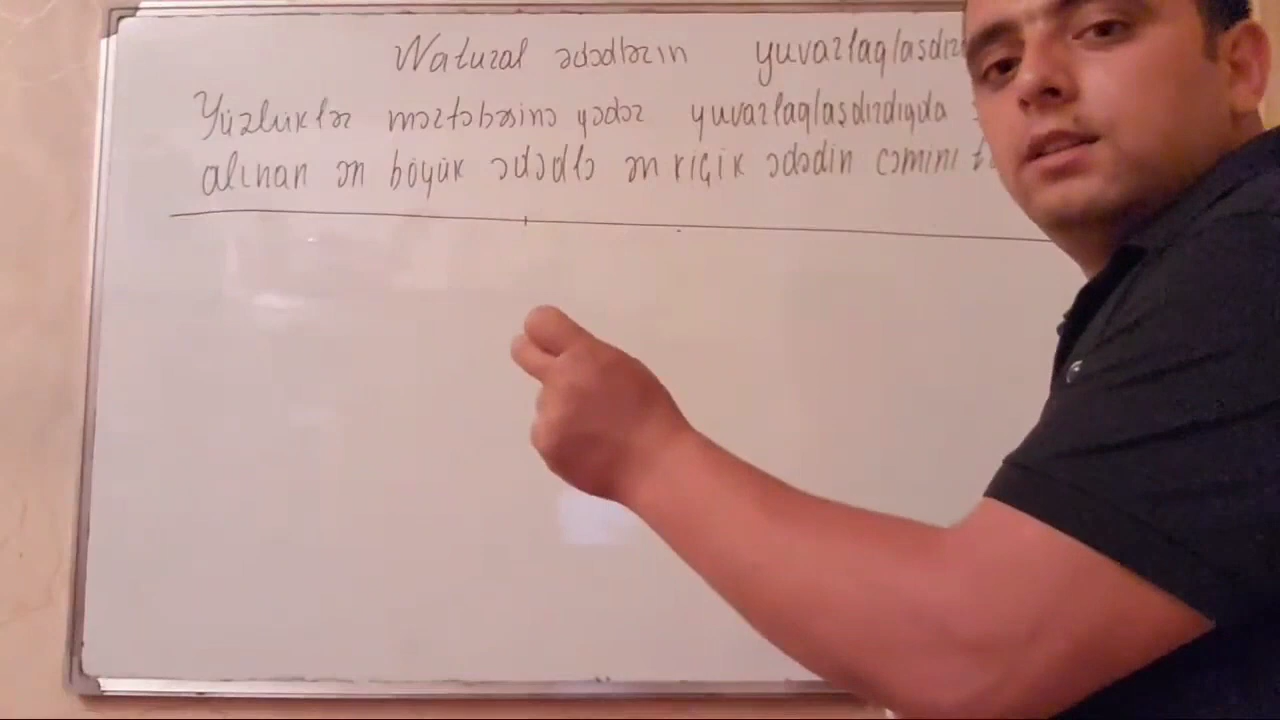 Natural ədədlərin yuvarlaqlaşdır
Yüzlüklər mərtəbəsinə qədər yuvarlaqlaşdırdıqda
alınan ən böyük ədədlə ən kiçik ədədin cəmini